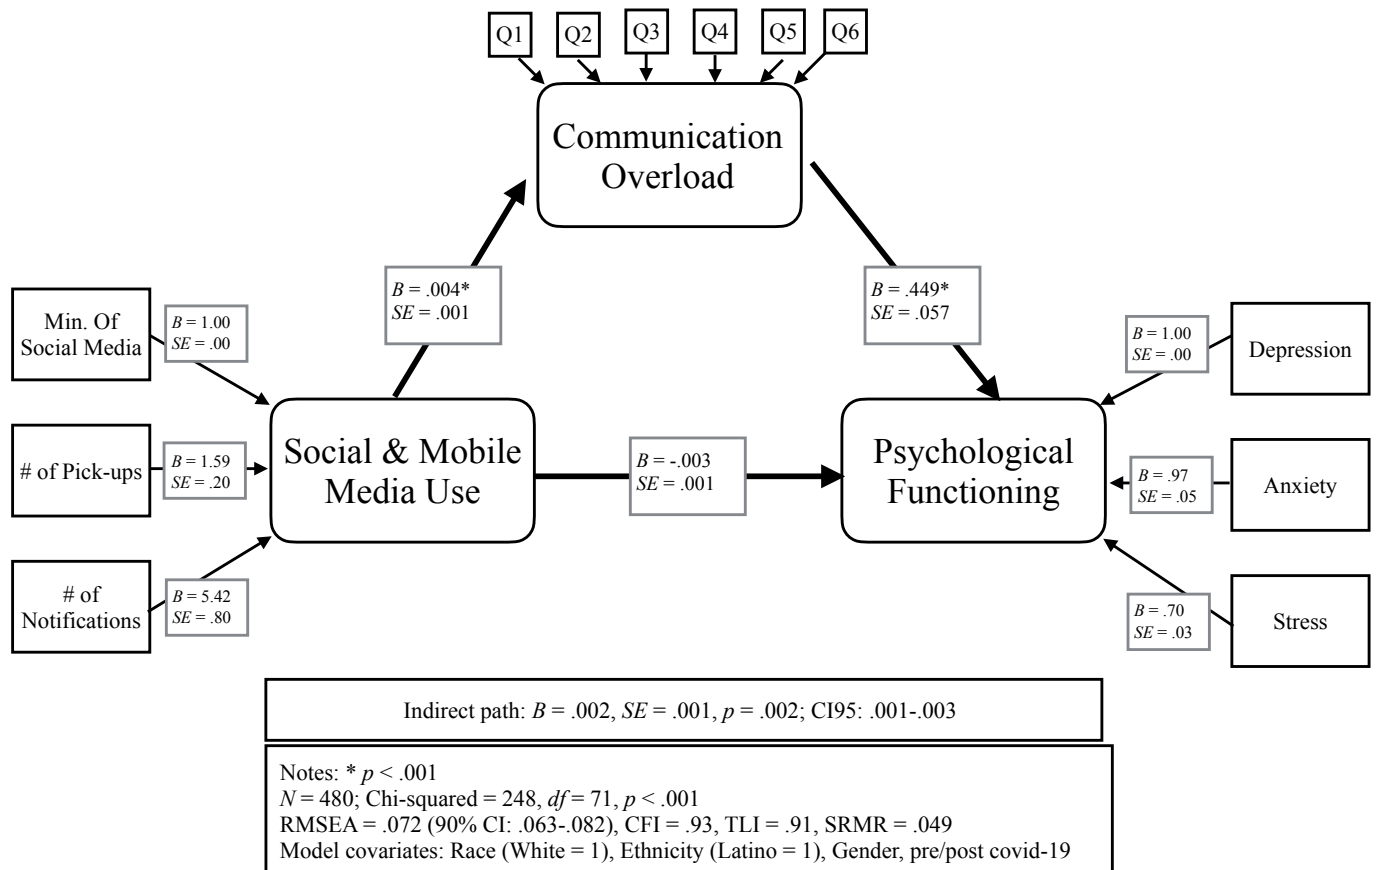 Q1
Q2
Q3
Q4
Q5
Q6
Communication
Overload
B = .004*
SE = .001
B = .449*
SE = .057
Min. Of
Social Media
B = 1.00
SE = .00
B = 1.00
SE = .00
Depression
# of Pick-ups
B = 1.59
SE = .20
Social & Mobile
Media Use
B = -.003
SE = .001
Psychological
Functioning
B = .97
SE = .05
Anxiety
# of
Notifications
B = 5.42
SE = .80
B = .70
SE = .03
Stress
Indirect path: B = .002, SE = .001, p = .002; CI95: .001-.003
Notes: * p < .001
N = 480; Chi-squared = 248, df = 71, p < .001
RMSEA = .072 (90% CI: .063-.082), CFI = .93, TLI = .91, SRMR = .049
Model covariates: Race (White = 1), Ethnicity (Latino = 1), Gender, pre/post covid-19